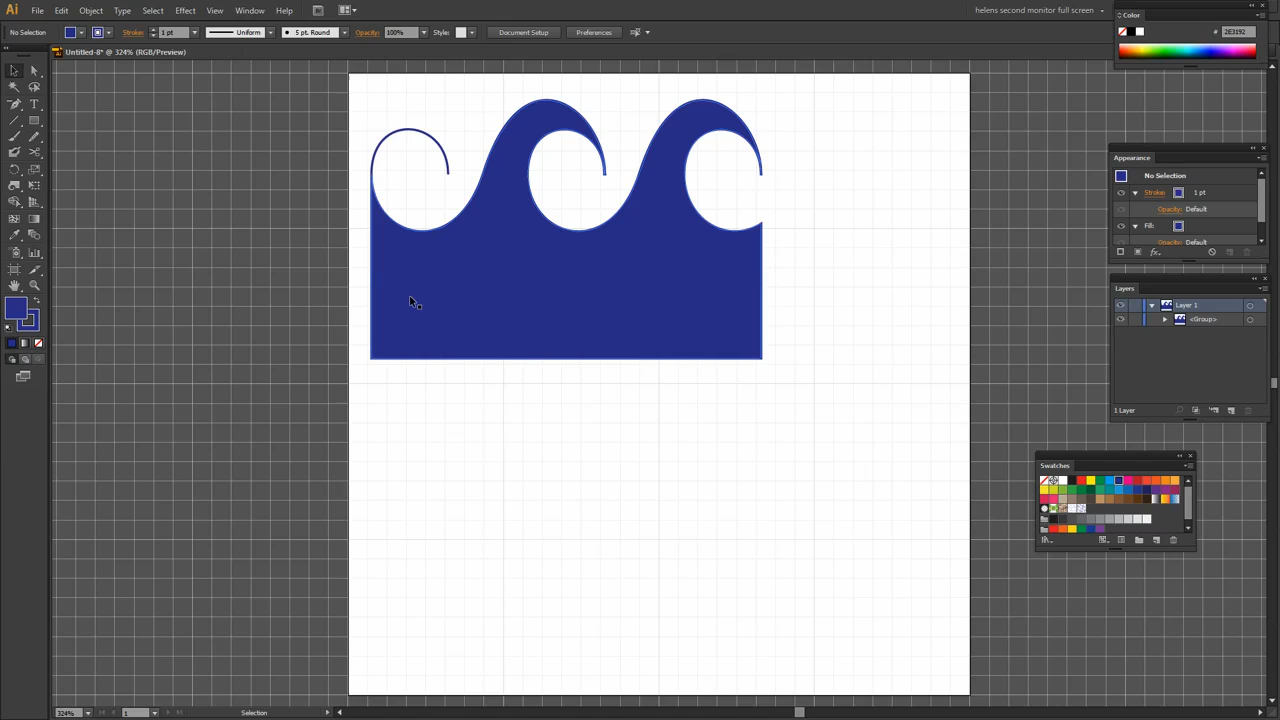 Ai File Edit Object Type Select Effect View Window Help Br helens second monitor full screen
No Selection Stroke: 1 pt Uniform 5 pt. Round Opacity: 100% Style: Document Setup Preferences
Untitled-8* @ 324% (RGB/Preview)
Color
# 2E3192
Appearance
No Selection
Stroke: 1 pt
Opacity: Default
Fill:
Opacity: Default
fx
Layers
Layer 1
<Group>
1 Layer
Swatches
324% 1 Selection